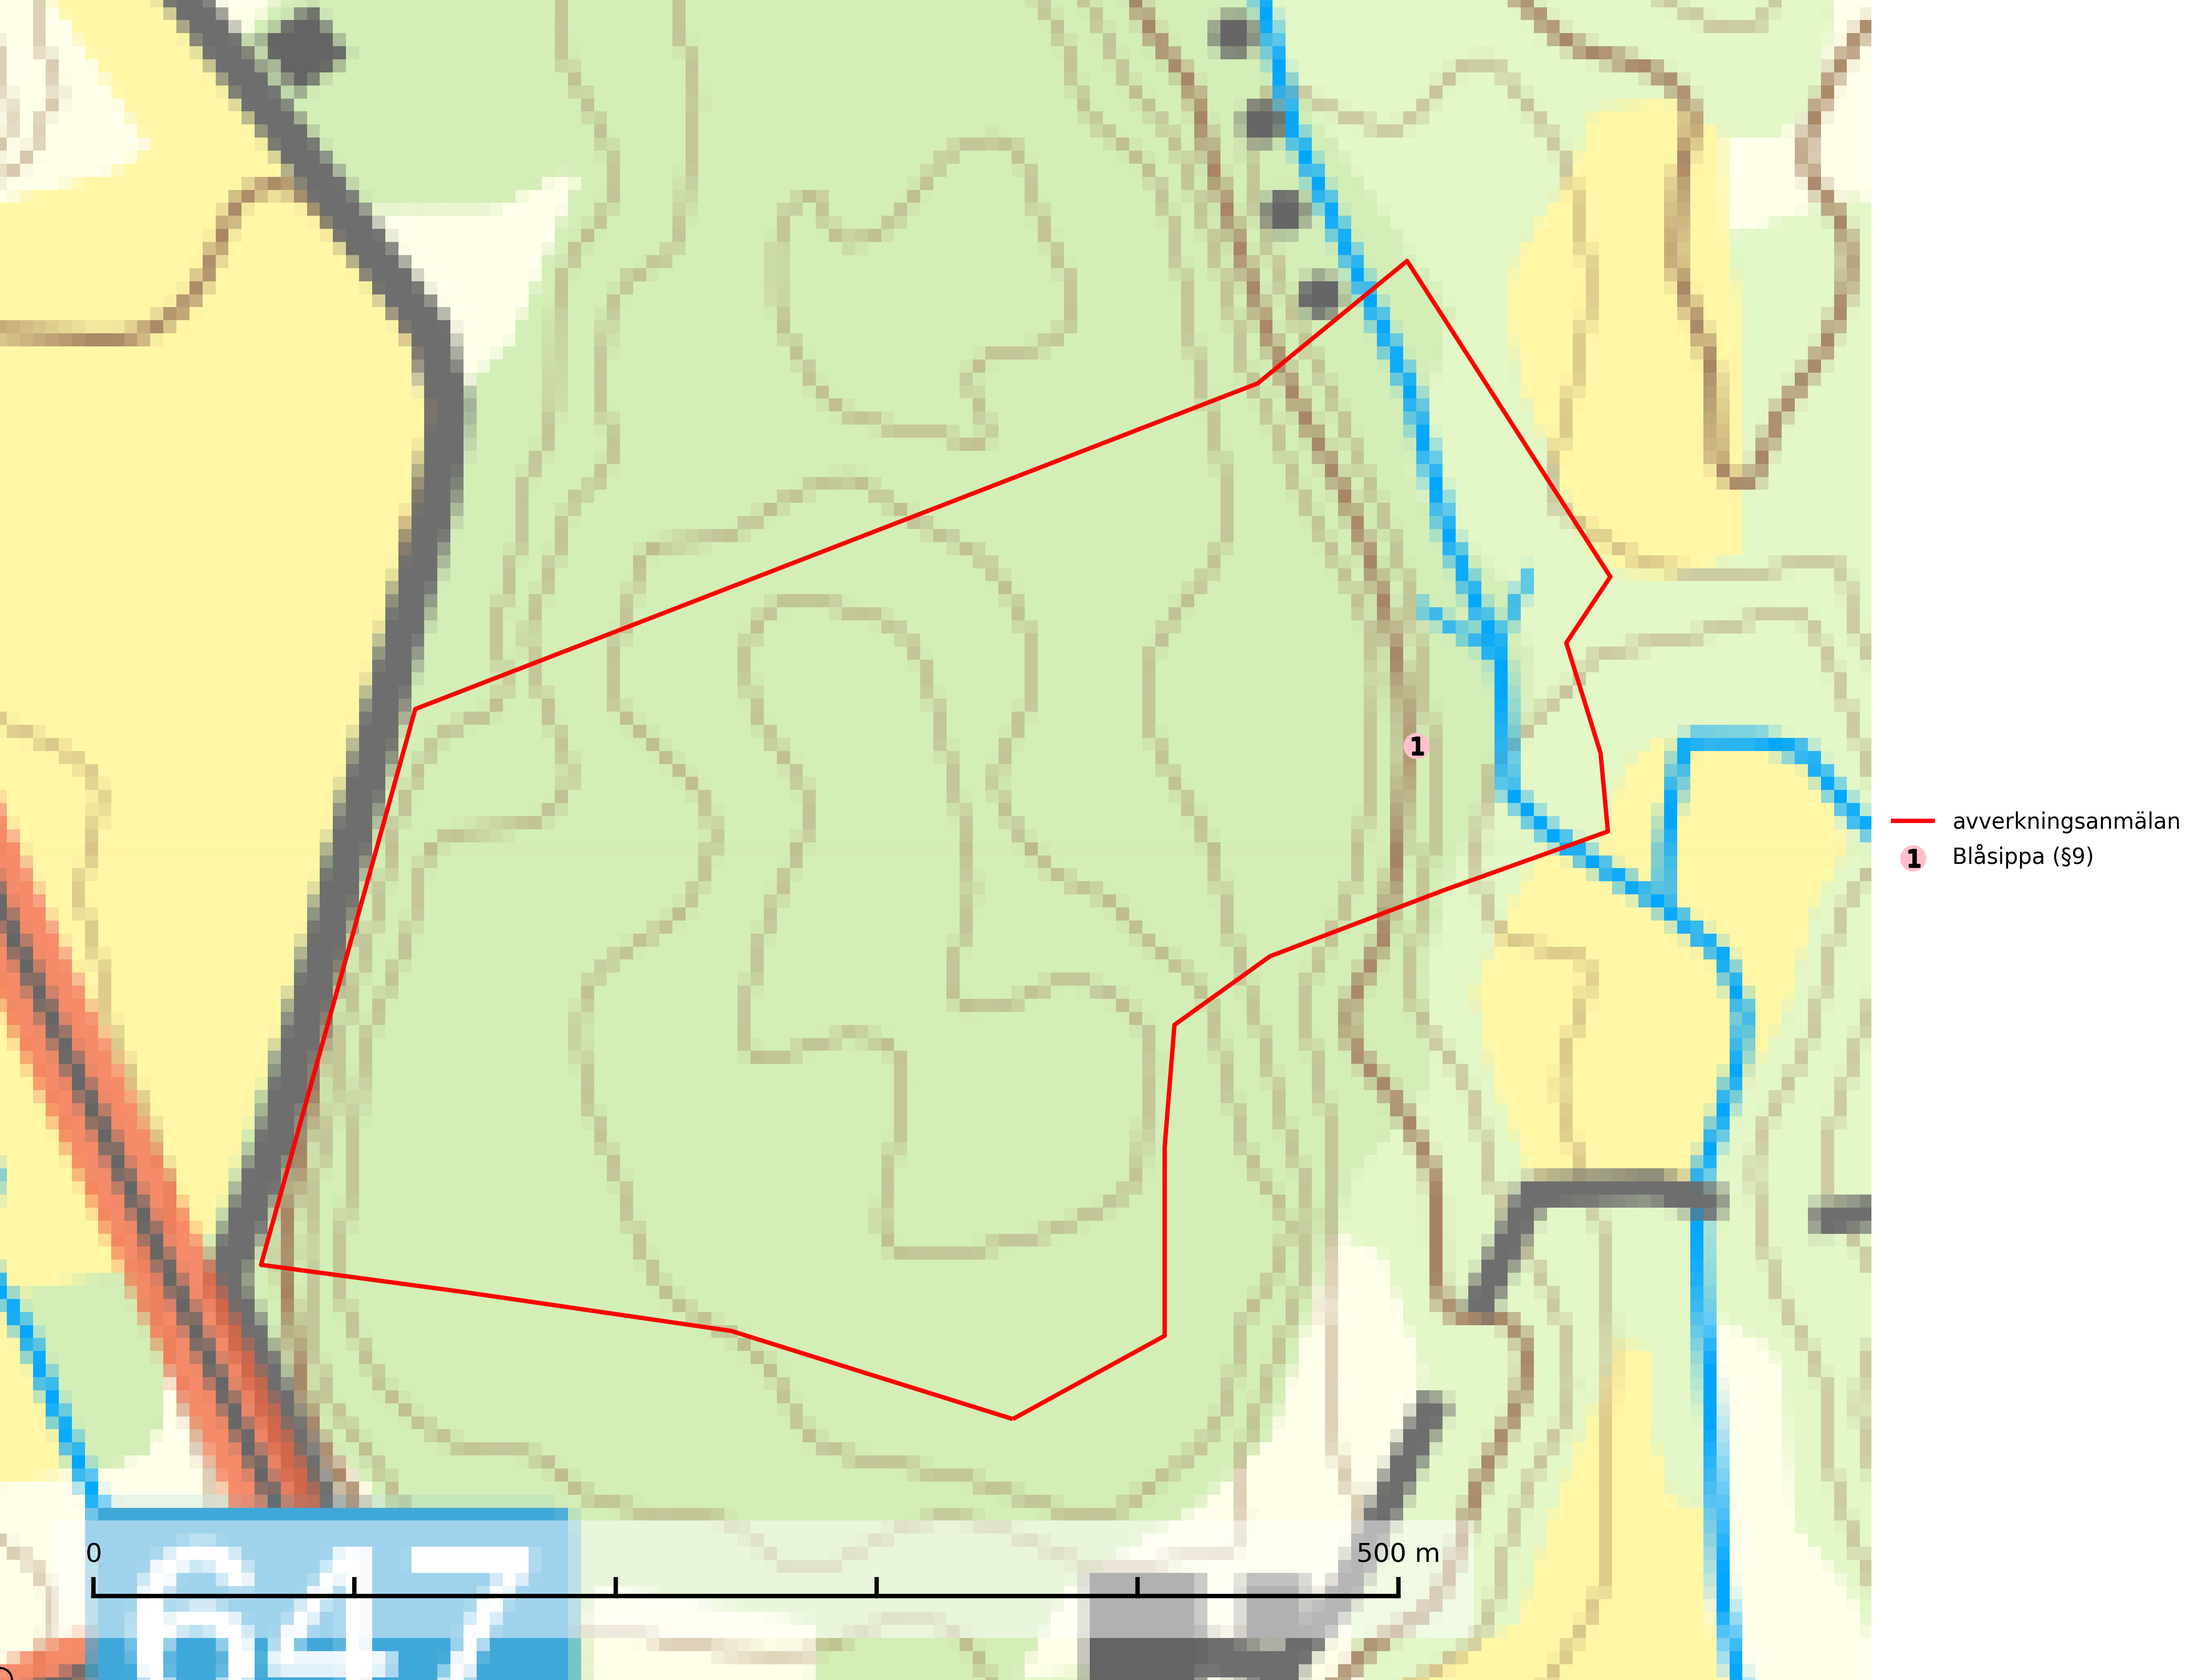 1
avverkningsanmälan
1 Blåsippa (§9)
0 500 m
647